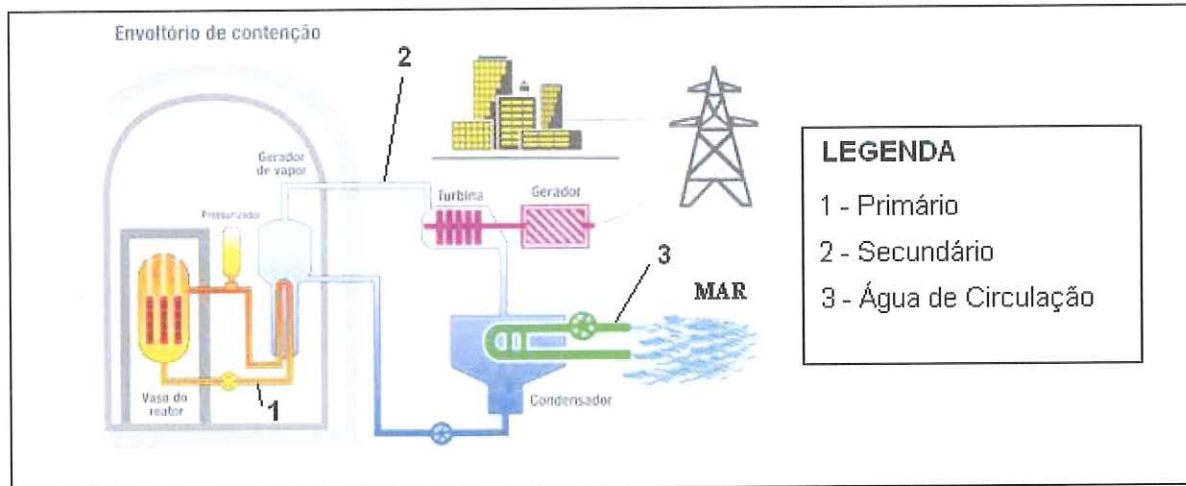 Envoltório de contenção
2
Gerador
de vapor
Pressurizador
Turbina
Gerador
3
MAR
Condensador
Vaso do
reator
1
LEGENDA
1 - Primário
2 - Secundário
3 - Água de Circulação